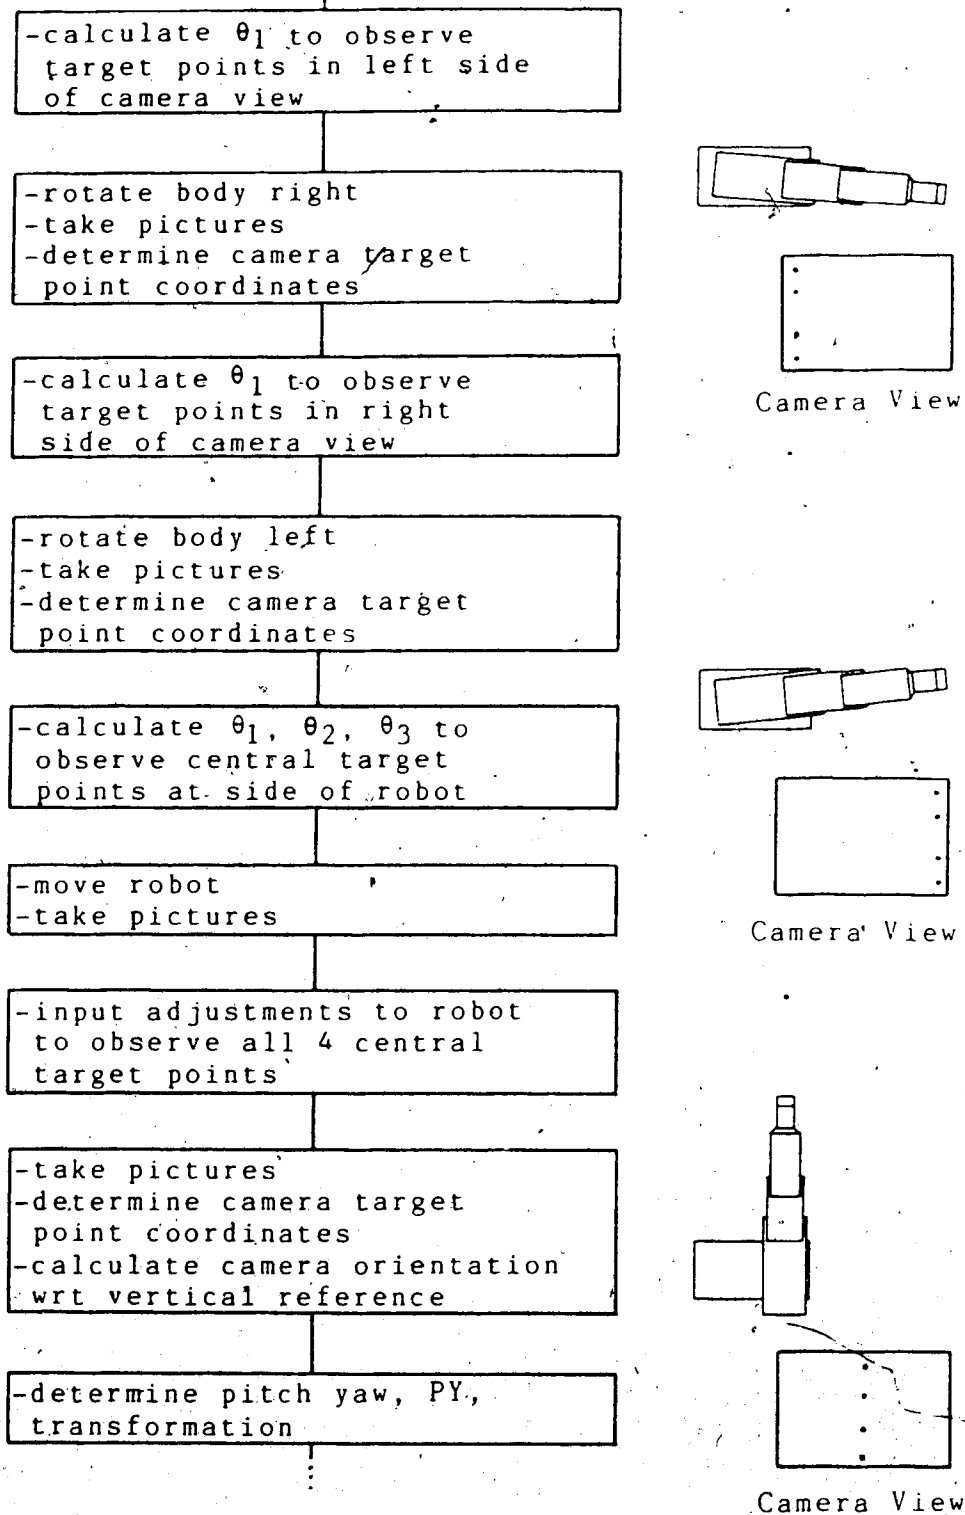 -calculate θ1 to observe
target points in left side
of camera view
-rotate body right
-take pictures
-determine camera target
point coordinates
Camera View
-calculate θ1 to observe
target points in right
side of camera view
-rotate body left
-take pictures
-determine camera target
point coordinates
-calculate θ1, θ2, θ3 to
observe central target
points at side of robot
-move robot
-take pictures
Camera View
-input adjustments to robot
to observe all 4 central
target points
-take pictures
-determine camera target
point coordinates
-calculate camera orientation
wrt vertical reference
-determine pitch yaw, PY,
transformation
Camera View